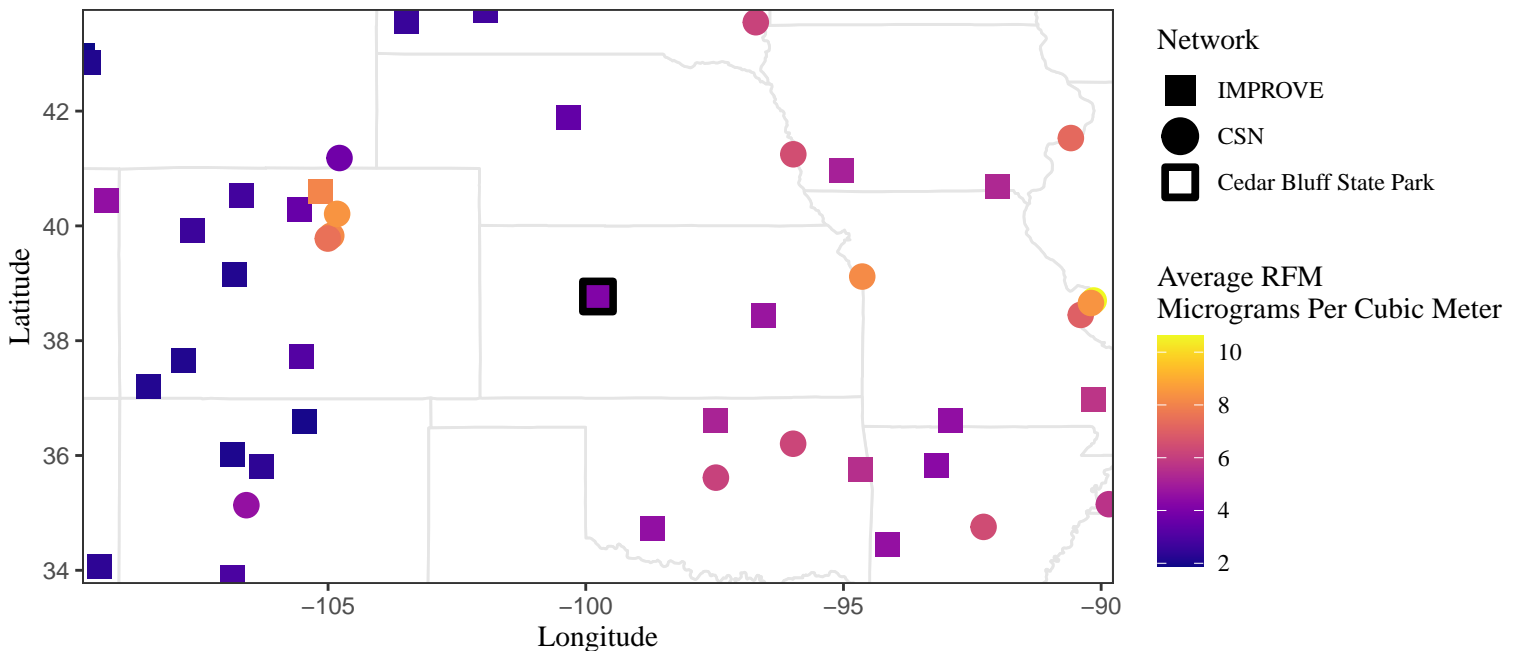 Network
IMPROVE
CSN
Cedar Bluff State Park
Average RFM
Micrograms Per Cubic Meter
10
8
6
4
2
Latitude
42
40
38
36
34
−105
−100
−95
−90
Longitude